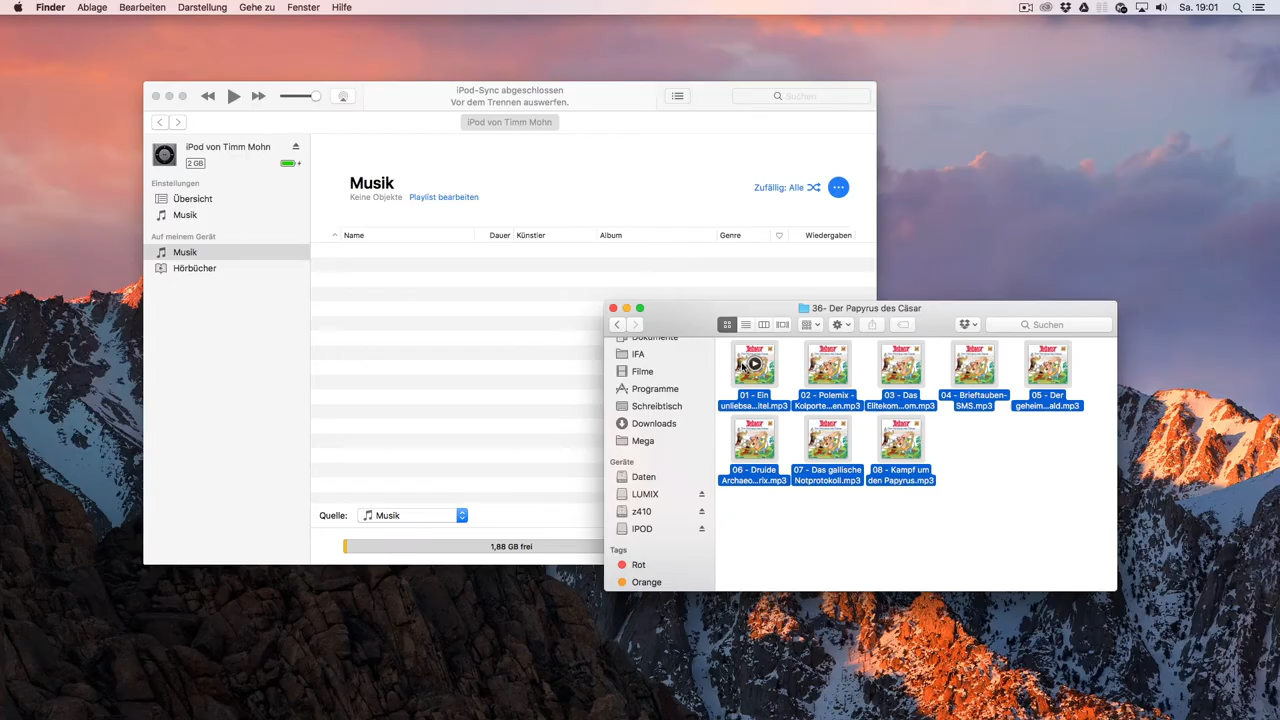 Finder Ablage Bearbeiten Darstellung Gehe zu Fenster Hilfe Sa. 19:01
iPod-Sync abgeschlossen
Vor dem Trennen auswerfen.
Suchen
iPod von Timm Mohn
iPod von Timm Mohn
2 GB
Einstellungen
Übersicht
Musik
Auf meinem Gerät
Musik
Hörbücher
Musik
Keine Objekte Playlist bearbeiten
Zufällig: Alle
Name Dauer Künstler Album Genre Wiedergaben
Quelle: Musik
1,88 GB frei
36- Der Papyrus des Cäsar
Suchen
Dokumente
IFA
Filme
Programme
Schreibtisch
Downloads
Mega
Geräte
Daten
LUMIX
z410
IPOD
Tags
Rot
Orange
01 - Ein
unliebsa...itel.mp3
02 - Polemix -
Kolporte...en.mp3
03 - Das
Elitekom...om.mp3
04 - Brieftauben-
SMS.mp3
05 - Der
geheim...ald.mp3
06 - Druide
Archaeo...rix.mp3
07 - Das gallische
Notprotokoll.mp3
08 - Kampf um
den Papyrus.mp3